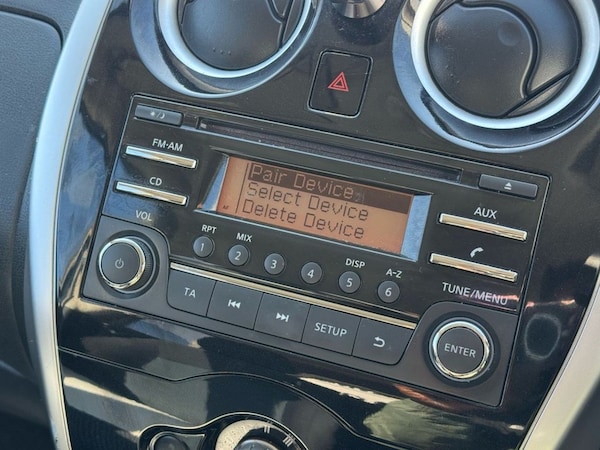 FM·AM
CD
VOL
Pair Device
Select Device
Delete Device
AUX
TUNE/MENU
RPT MIX DISP A-Z
1 2 3 4 5 6
TA SETUP
ENTER